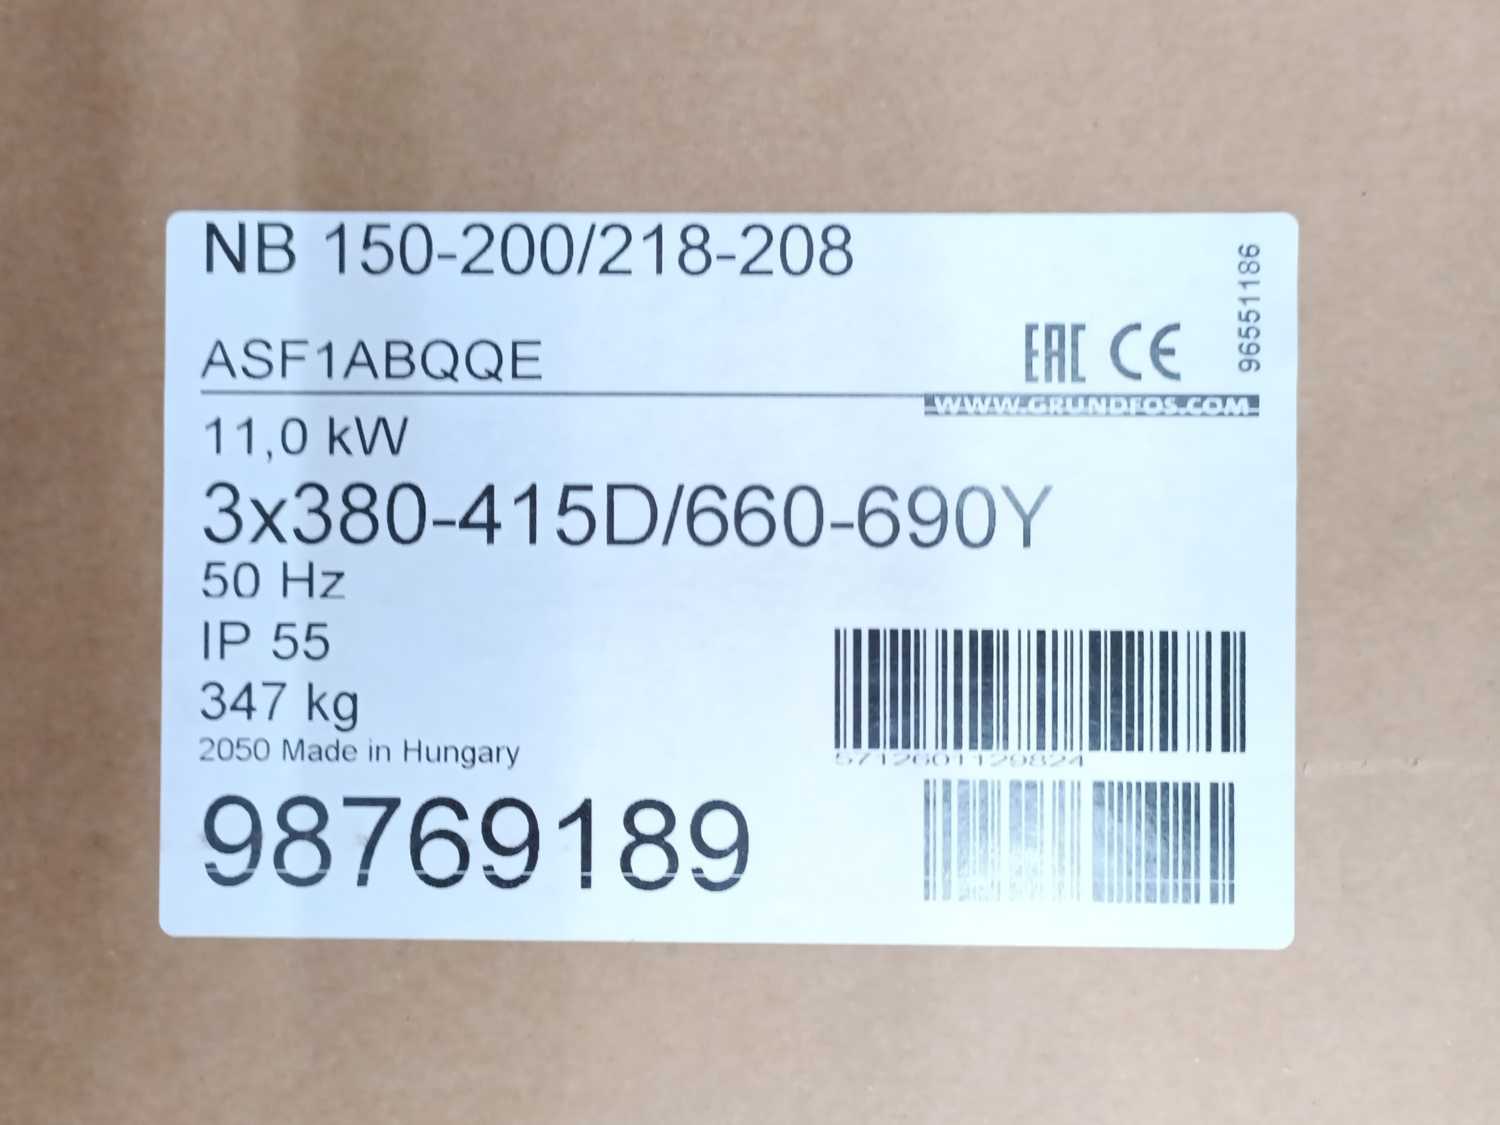 NB 150-200/218-208
ASF1ABQQE
EAC CE
96551186
WWW.GRUNDFOS.COM
11,0 kW
3x380-415D/660-690Y
50 Hz
IP 55
347 kg
2050 Made in Hungary
5712601129824
98769189